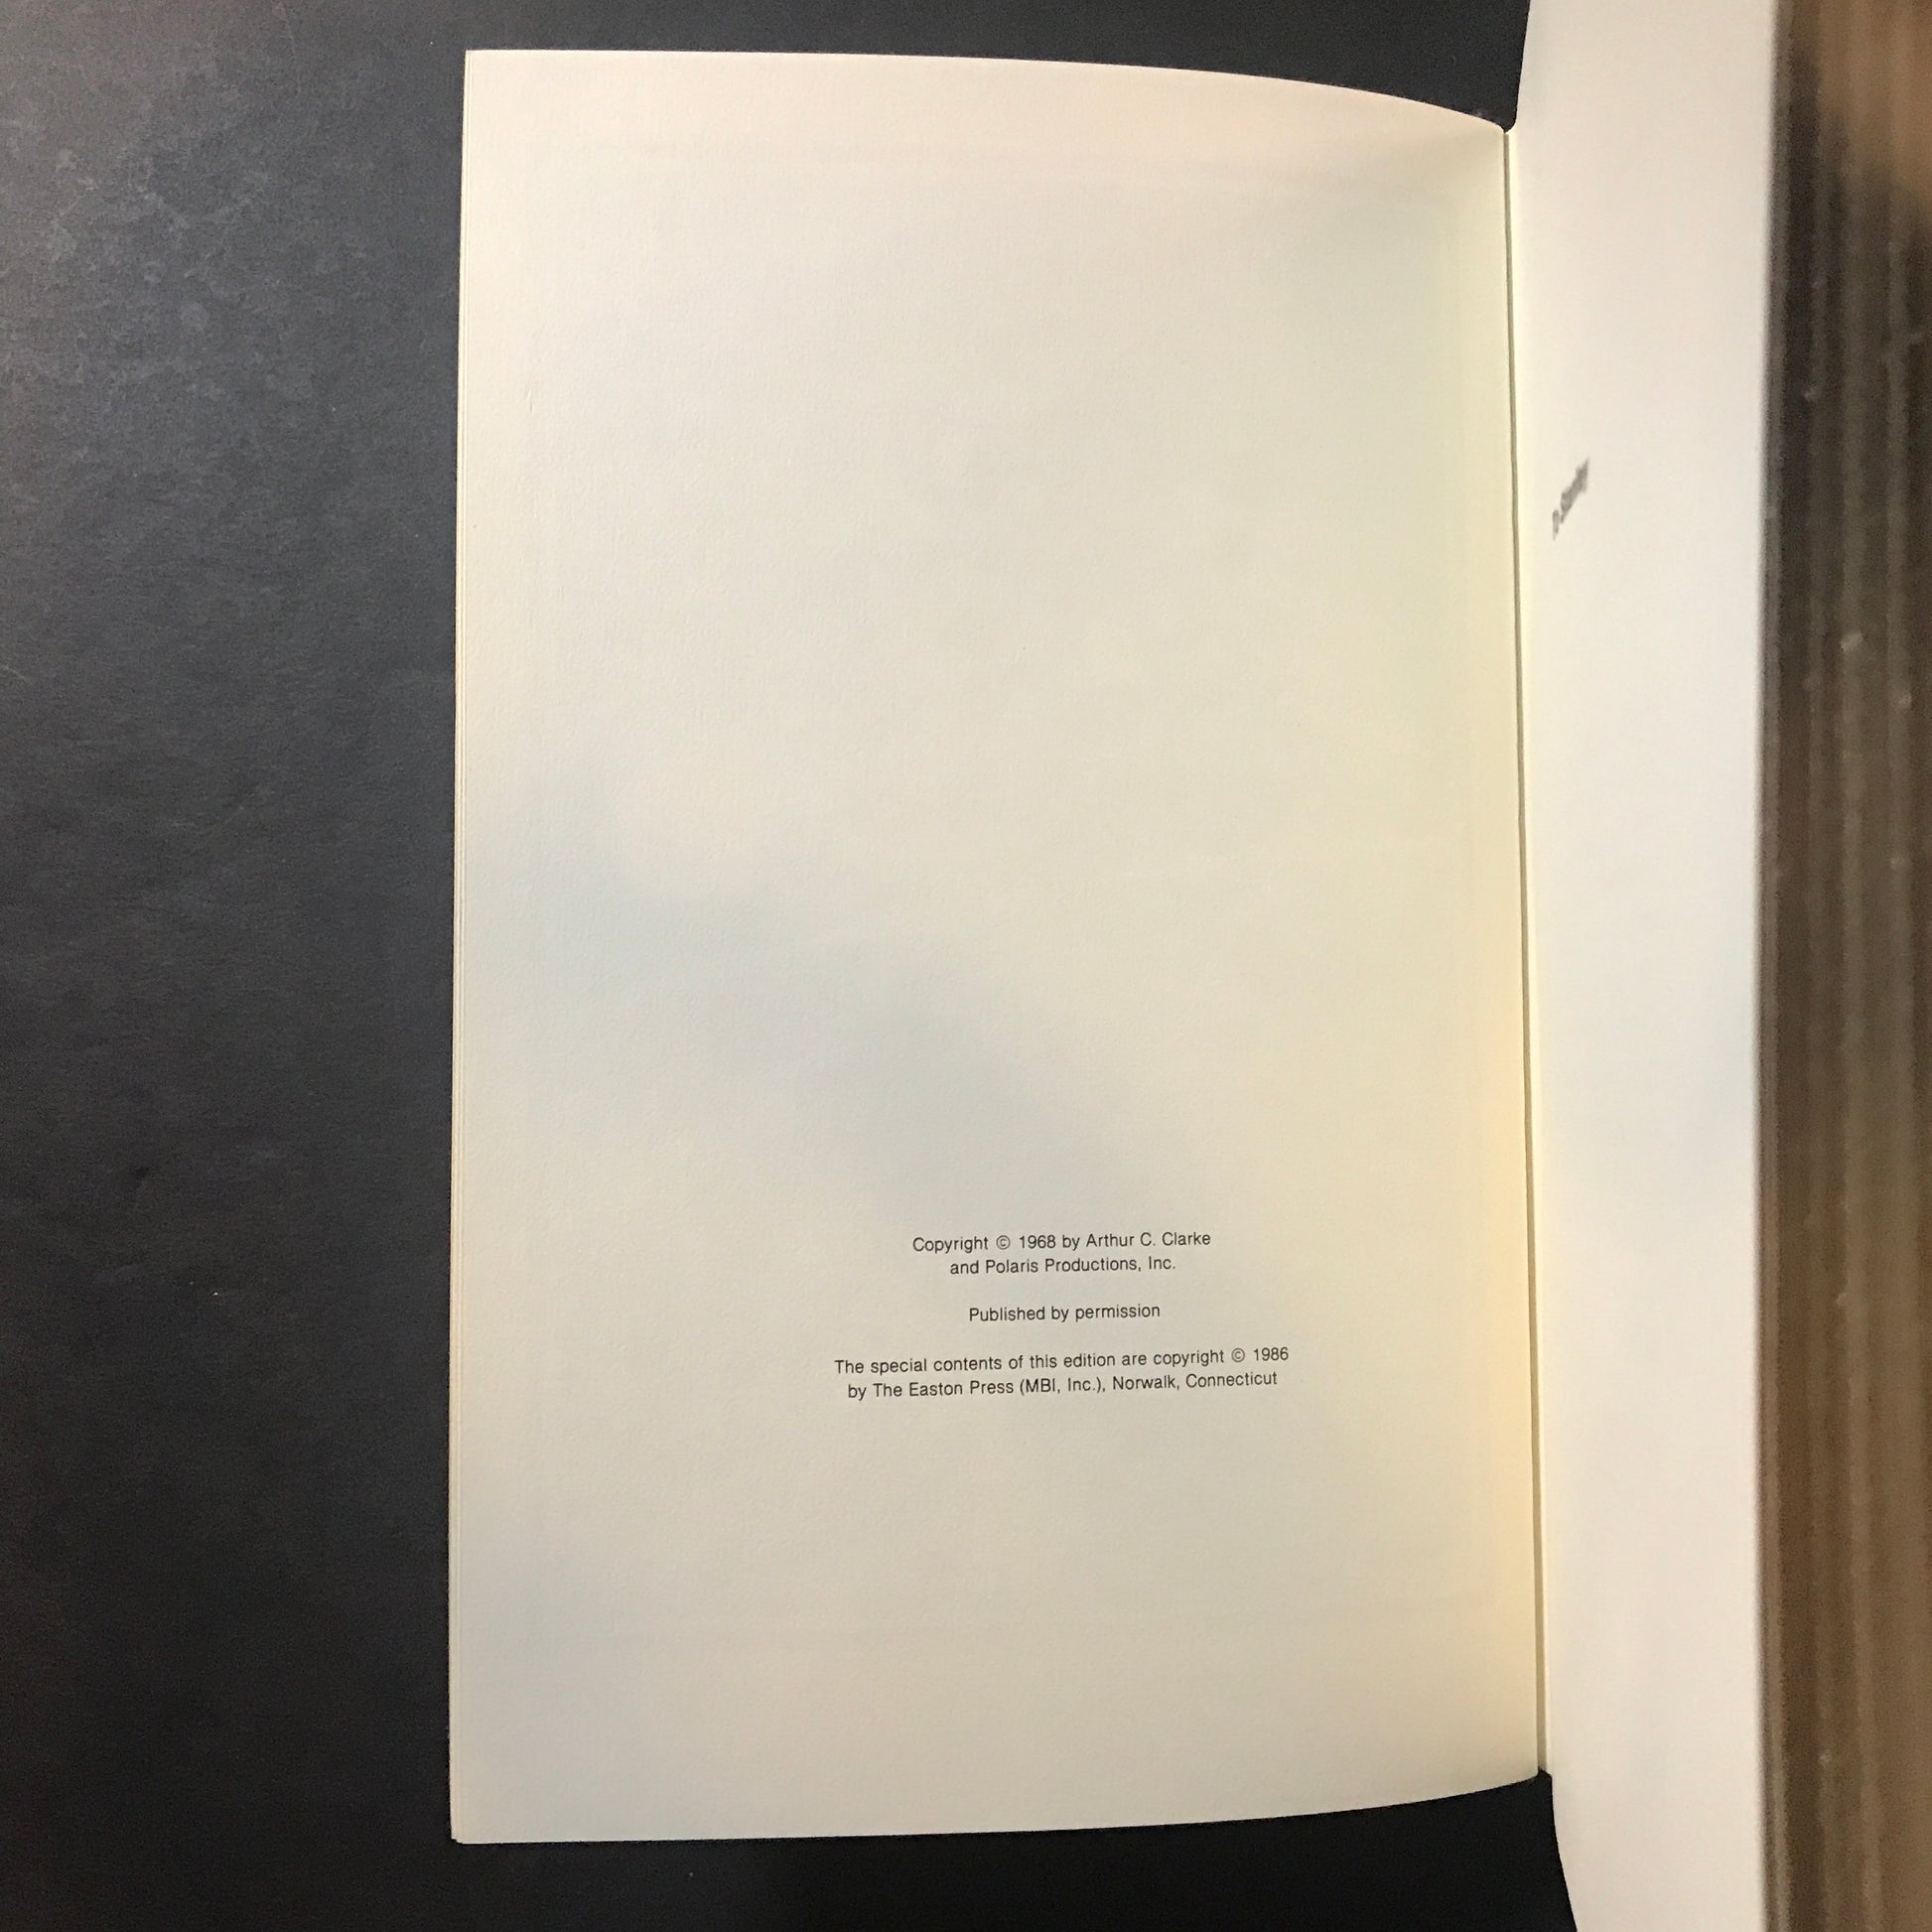 Copyright © 1968 by Arthur C. Clarke
and Polaris Productions, Inc.
Published by permission
The special contents of this edition are copyright © 1986
by The Easton Press (MBI, Inc.), Norwalk, Connecticut